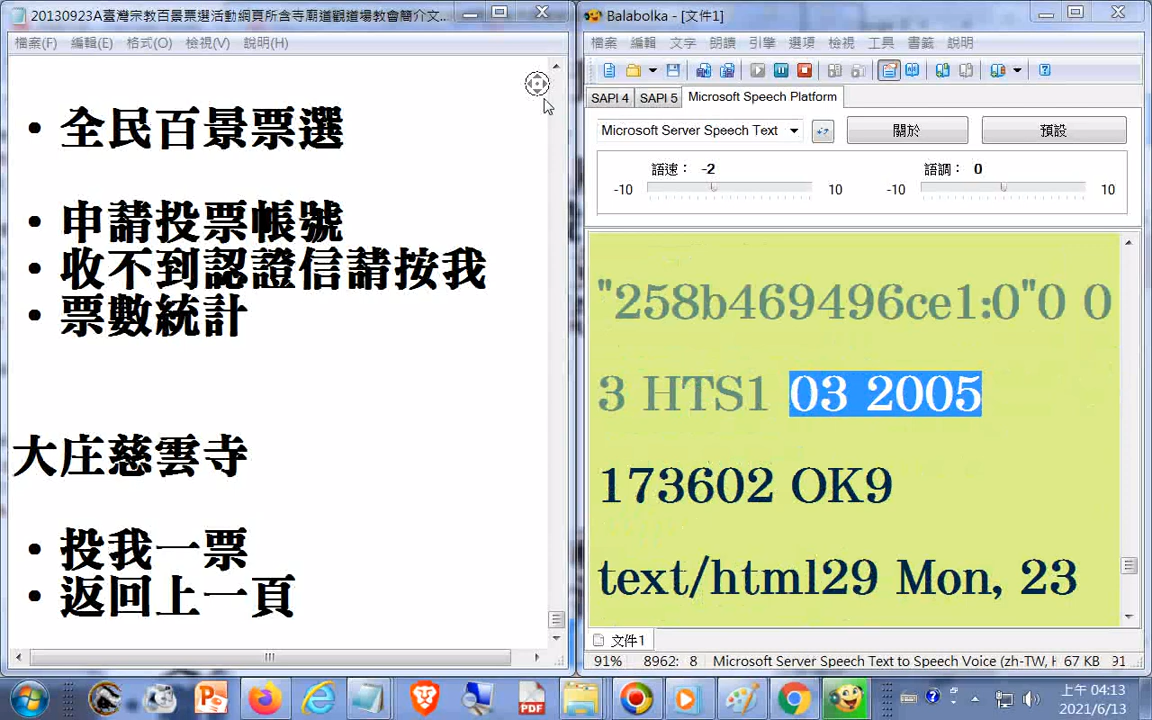 20130923A臺灣宗教百景票選活動網頁所含寺廟道觀道場教會簡介文...
檔案(F) 編輯(E) 格式(O) 檢視(V) 說明(H)
• 全民百景票選
• 申請投票帳號
• 收不到認證信請按我
• 票數統計
大庄慈雲寺
• 投我一票
• 返回上一頁
Balabolka - [文件1]
檔案 編輯 文字 朗讀 引擎 選項 檢視 工具 書籤 說明
SAPI 4 SAPI 5 Microsoft Speech Platform
Microsoft Server Speech Text 關於 預設
語速： -2 語調： 0
-10 10 -10 10
"258b469496ce1:0"0 0
3 HTS1 03 2005
173602 OK9
text/html29 Mon, 23
文件1
91% 8962: 8 Microsoft Server Speech Text to Speech Voice (zh-TW, H 67 KB 91
PDF
上午 04:13
2021/6/13